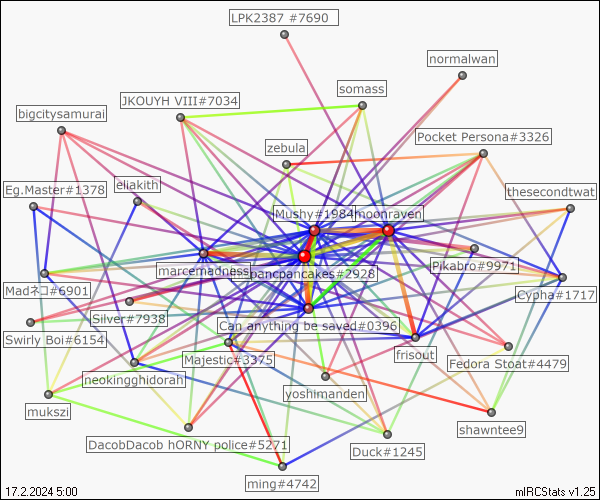 LPK2387 #7690
normalwan
somass
JKOUYH VIII#7034
bigcitysamurai
Pocket Persona#3326
zebula
eliakith
Eg.Master#1378
thesecondtwat
Mushy#1984
moonraven
marcemadness
pancpancakes#2928
Pikabro#9971
Madネコ#6901
Cypha#1717
Silver#7938
Can anything be saved#0396
Swirly Boi#6154
Majestic#3375
frisout
Fedora Stoat#4479
neokingghidorah
yoshimanden
mukszi
shawntee9
DacobDacob hORNY police#5271
Duck#1245
ming#4742
17.2.2024 5:00
mIRCStats v1.25